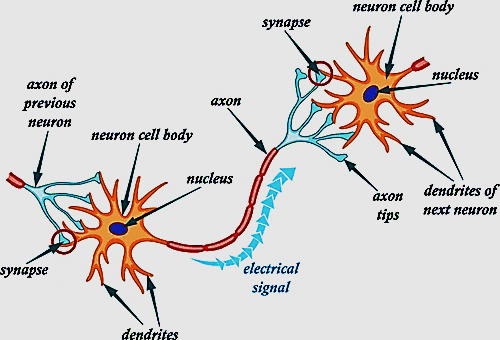 neuron cell body
synapse
nucleus
axon of
previous
neuron
axon
neuron cell body
nucleus
dendrites of
next neuron
axon
tips
synapse
electrical
signal
dendrites